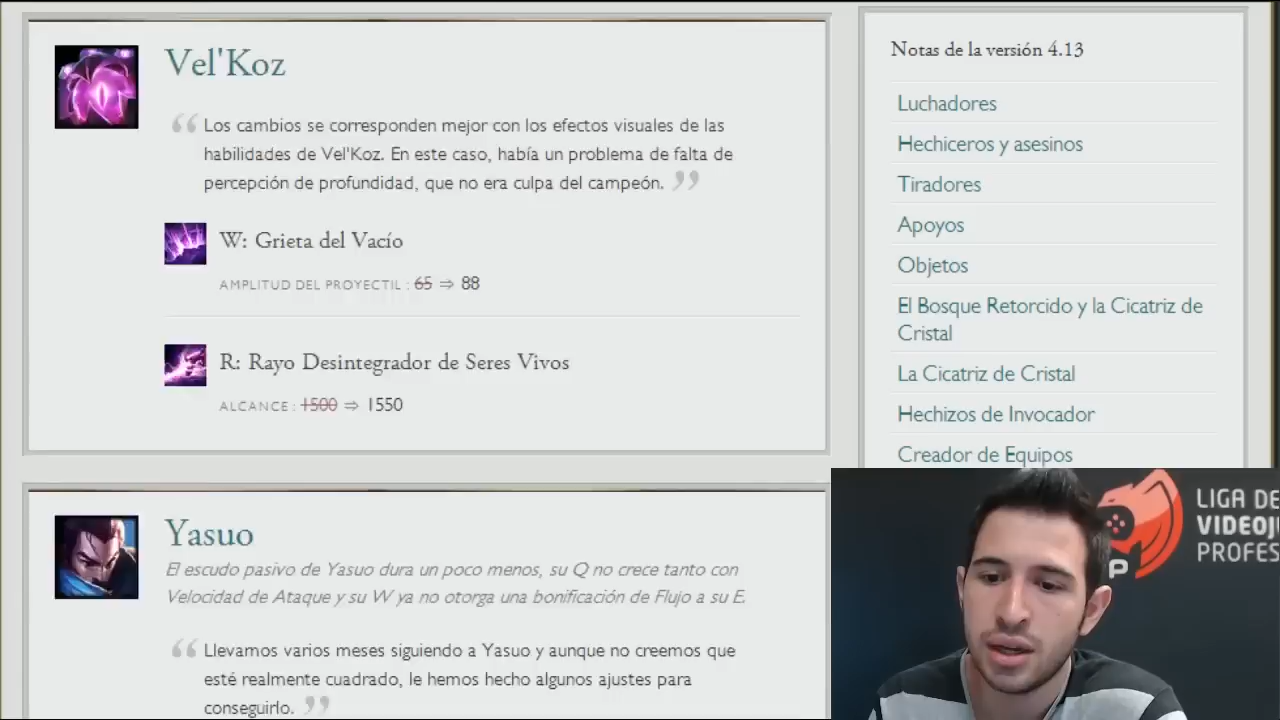 Vel'Koz
“ Los cambios se corresponden mejor con los efectos visuales de las
habilidades de Vel'Koz. En este caso, había un problema de falta de
percepción de profundidad, que no era culpa del campeón. ”
W: Grieta del Vacío
AMPLITUD DEL PROYECTIL : 65 ⇒ 88
R: Rayo Desintegrador de Seres Vivos
ALCANCE : 1500 ⇒ 1550
Yasuo
El escudo pasivo de Yasuo dura un poco menos, su Q no crece tanto con
Velocidad de Ataque y su W ya no otorga una bonificación de Flujo a su E.
“ Llevamos varios meses siguiendo a Yasuo y aunque no creemos que
esté realmente cuadrado, le hemos hecho algunos ajustes para
conseguirlo. ”
Notas de la versión 4.13
Luchadores
Hechiceros y asesinos
Tiradores
Apoyos
Objetos
El Bosque Retorcido y la Cicatriz de
Cristal
La Cicatriz de Cristal
Hechizos de Invocador
Creador de Equipos
LIGA DE
VIDEOJ
PROFES
P